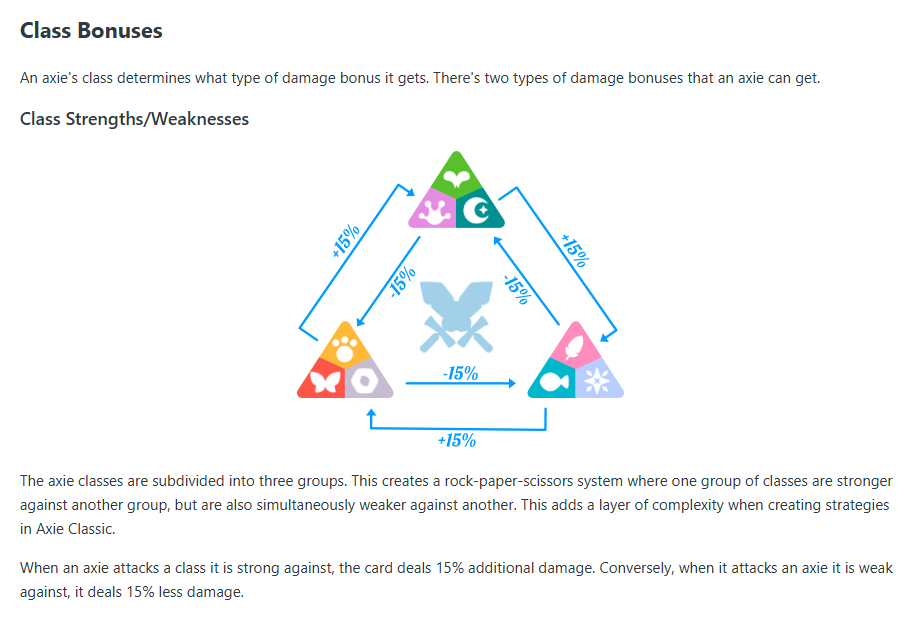 Class Bonuses
An axie's class determines what type of damage bonus it gets. There's two types of damage bonuses that an axie can get.
Class Strengths/Weaknesses
+15%
-15%
-15%
+15%
-15%
+15%
The axie classes are subdivided into three groups. This creates a rock-paper-scissors system where one group of classes are stronger
against another group, but are also simultaneously weaker against another. This adds a layer of complexity when creating strategies
in Axie Classic.
When an axie attacks a class it is strong against, the card deals 15% additional damage. Conversely, when it attacks an axie it is weak
against, it deals 15% less damage.